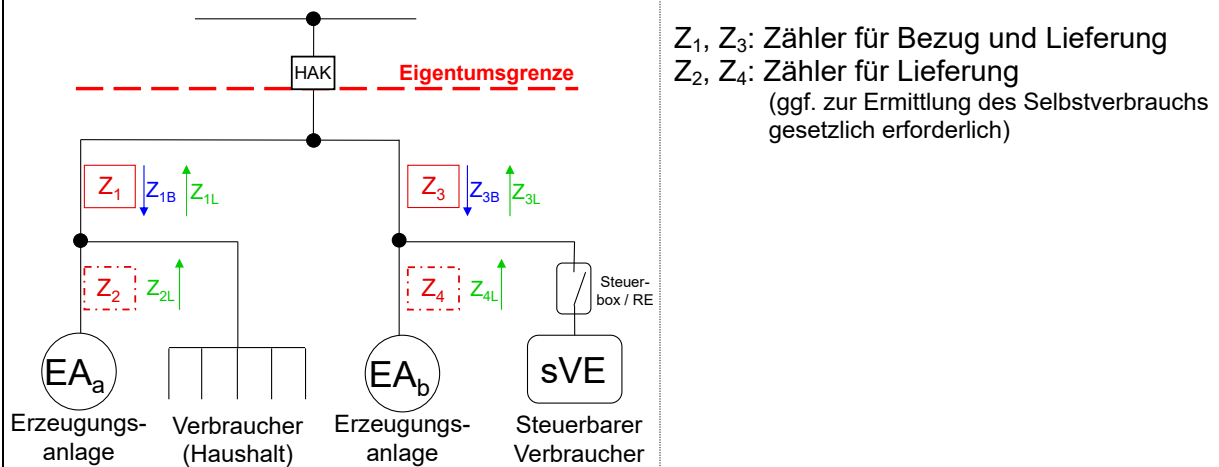 HAK
Eigentumsgrenze
Z1 Z1B Z1L
Z3 Z3B Z3L
Z2 Z2L
Z4 Z4L
Steuer-
box / RE
EAa
EAb
sVE
Erzeugungs-
anlage
Verbraucher
(Haushalt)
Erzeugungs-
anlage
Steuerbarer
Verbraucher
Z1, Z3: Zähler für Bezug und Lieferung
Z2, Z4: Zähler für Lieferung
(ggf. zur Ermittlung des Selbstverbrauchs
gesetzlich erforderlich)